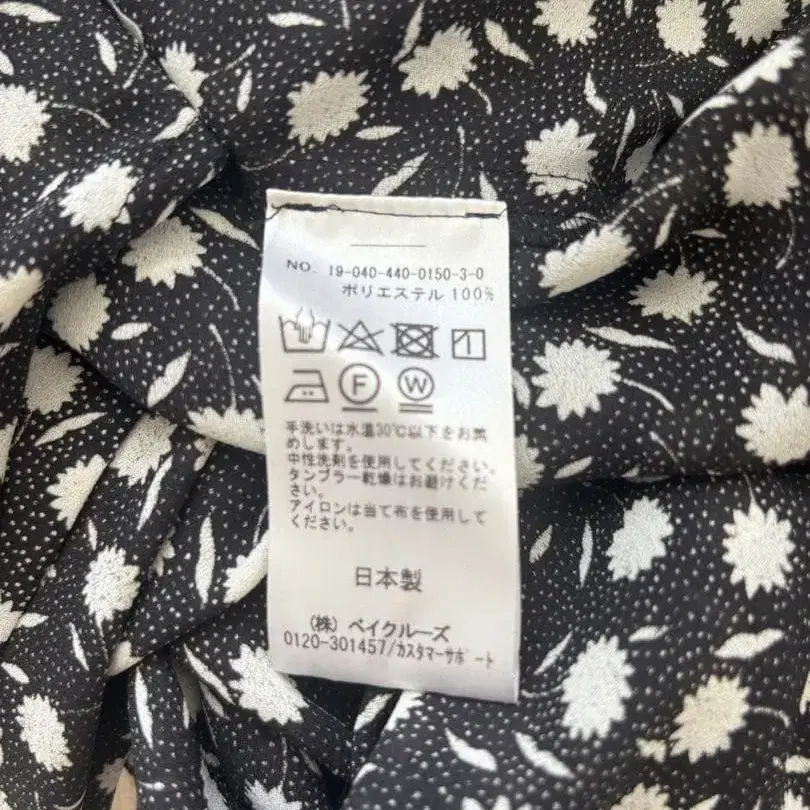 NO. 19-040-440-0150-3-0
ポリエステル 100%
F W
手洗いは水温30℃以下をお奨
めします。
中性洗剤を使用してください。
タンブラー乾燥はお避けくだ
さい。
アイロンは当て布を使用して
ください。
日本製
(株) ベイクルーズ
0120-301457/カスタマーサポート